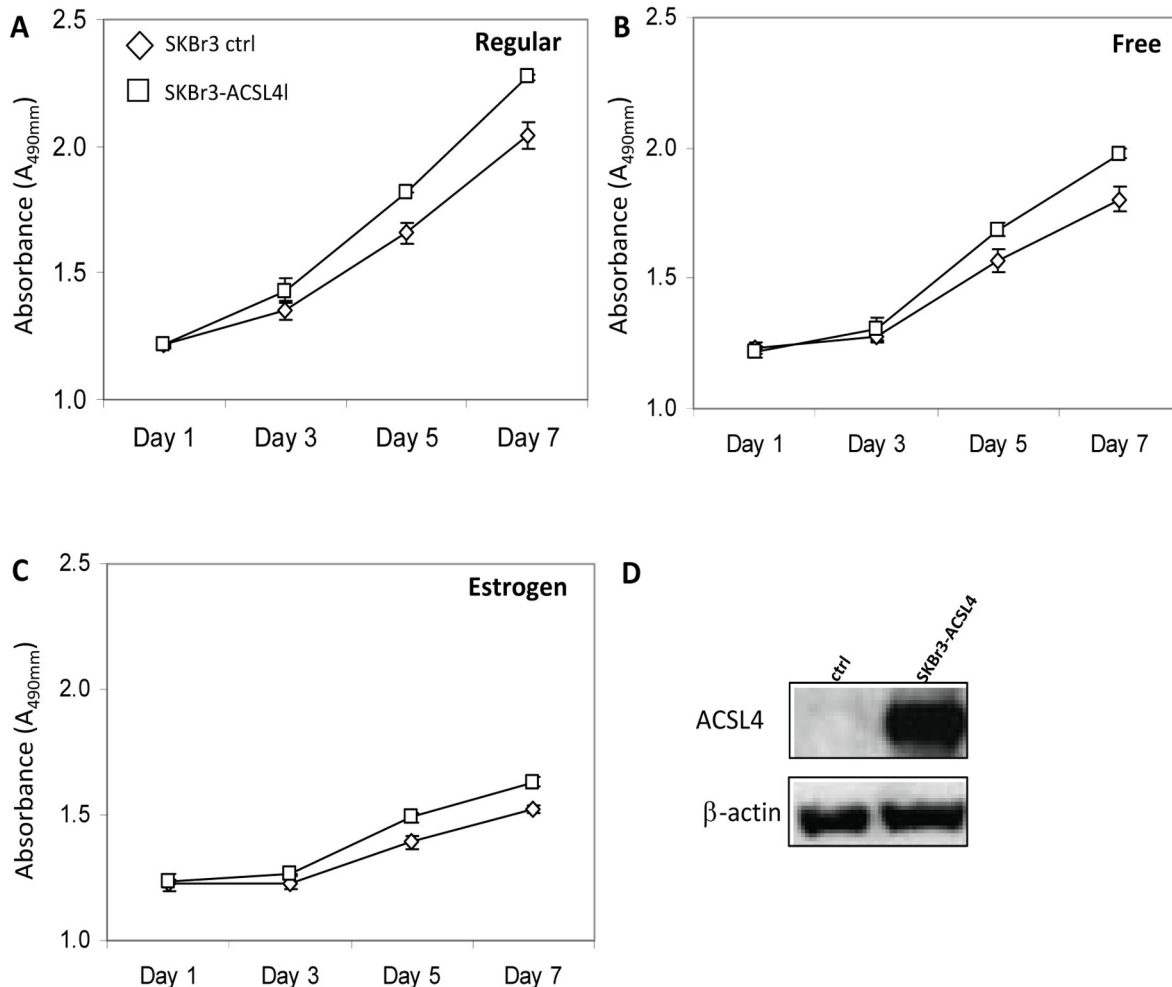 A
Regular
SKBr3 ctrl
SKBr3-ACSL4l
Absorbance (A490mm)
2.5
2.0
1.5
1.0
Day 1 Day 3 Day 5 Day 7
B
Free
Absorbance (A490mm)
2.5
2.0
1.5
1.0
Day 1 Day 3 Day 5 Day 7
C
Estrogen
Absorbance (A490mm)
2.5
2.0
1.5
1.0
Day 1 Day 3 Day 5 Day 7
D
ctrl
SKBr3-ACSL4
ACSL4
β-actin